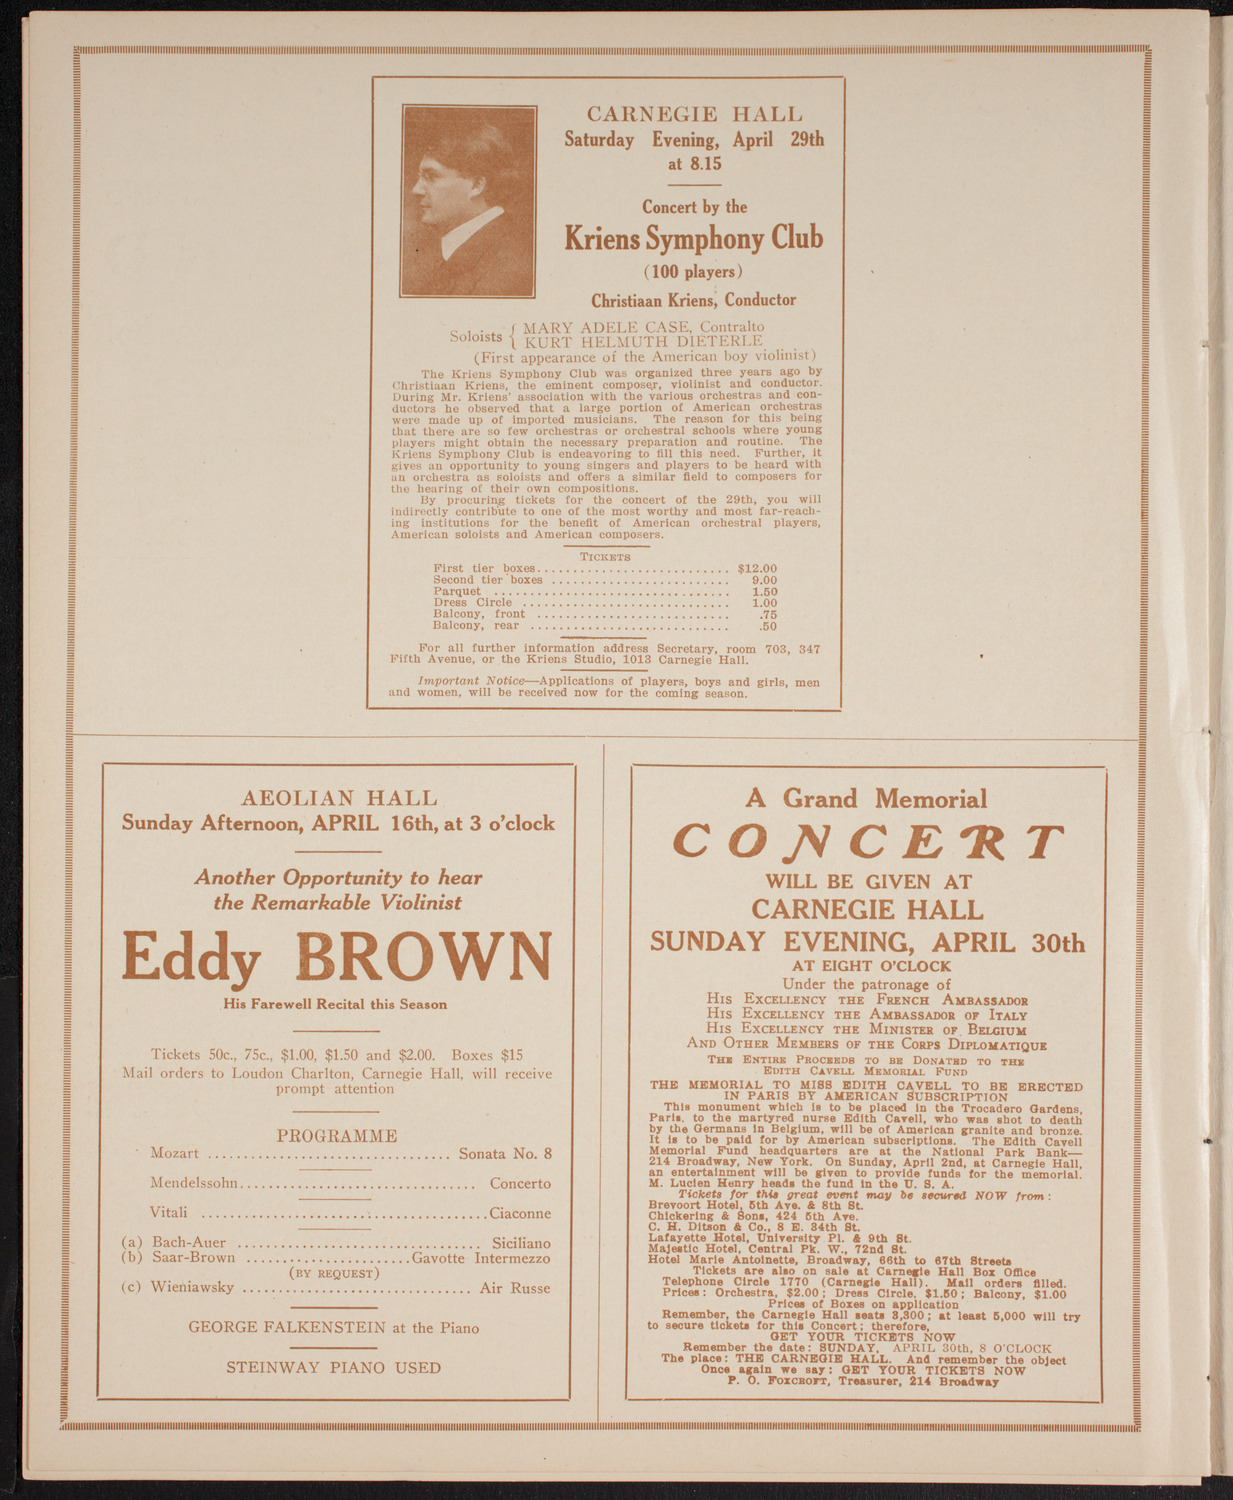 CARNEGIE HALL
Saturday Evening, April 29th
at 8.15
Concert by the
Kriens Symphony Club
(100 players)
Christiaan Kriens, Conductor
Soloists { MARY ADELE CASE, Contralto
KURT HELMUTH DIETERLE
(First appearance of the American boy violinist)
The Kriens Symphony Club was organized three years ago by
Christiaan Kriens, the eminent composer, violinist and conductor.
During Mr. Kriens' association with the various orchestras and con-
ductors he observed that a large portion of American orchestras
were made up of imported musicians. The reason for this being
that there are so few orchestras or orchestral schools where young
players might obtain the necessary preparation and routine. The
Kriens Symphony Club is endeavoring to fill this need. Further, it
gives an opportunity to young singers and players to be heard with
an orchestra as soloists and offers a similar field to composers for
the hearing of their own compositions.
By procuring tickets for the concert of the 29th, you will
indirectly contribute to one of the most worthy and most far-reach-
ing institutions for the benefit of American orchestral players,
American soloists and American composers.
TICKETS
First tier boxes........................... $12.00
Second tier boxes ......................... 9.00
Parquet ................................. 1.50
Dress Circle ............................. 1.00
Balcony, front ........................... .75
Balcony, rear ............................ .50
For all further information address Secretary, room 703, 347
Fifth Avenue, or the Kriens Studio, 1013 Carnegie Hall.
Important Notice—Applications of players, boys and girls, men
and women, will be received now for the coming season.
AEOLIAN HALL
Sunday Afternoon, APRIL 16th, at 3 o'clock
Another Opportunity to hear
the Remarkable Violinist
Eddy BROWN
His Farewell Recital this Season
Tickets 50c., 75c., $1.00, $1.50 and $2.00. Boxes $15
Mail orders to Loudon Charlton, Carnegie Hall, will receive
prompt attention
PROGRAMME
Mozart .................................. Sonata No. 8
Mendelssohn................................. Concerto
Vitali ........................................Ciaconne
(a) Bach-Auer .................................. Siciliano
(b) Saar-Brown .......................Gavotte Intermezzo
(BY REQUEST)
(c) Wieniawsky ................................ Air Russe
GEORGE FALKENSTEIN at the Piano
STEINWAY PIANO USED
A Grand Memorial
CONCERT
WILL BE GIVEN AT
CARNEGIE HALL
SUNDAY EVENING, APRIL 30th
AT EIGHT O'CLOCK
Under the patronage of
HIS EXCELLENCY THE FRENCH AMBASSADOR
HIS EXCELLENCY THE AMBASSADOR OF ITALY
HIS EXCELLENCY THE MINISTER OF BELGIUM
AND OTHER MEMBERS OF THE CORPS DIPLOMATIQUE
THE ENTIRE PROCEEDS TO BE DONATED TO THE
EDITH CAVELL MEMORIAL FUND
THE MEMORIAL TO MISS EDITH CAVELL TO BE ERECTED
IN PARIS BY AMERICAN SUBSCRIPTION
This monument which is to be placed in the Trocadero Gardens,
Paris, to the martyred nurse Edith Cavell, who was shot to death
by the Germans in Belgium, will be of American granite and bronze.
It is to be paid for by American subscriptions. The Edith Cavell
Memorial Fund headquarters are at the National Park Bank—
214 Broadway, New York. On Sunday, April 2nd, at Carnegie Hall,
an entertainment will be given to provide funds for the memorial.
M. Lucien Henry heads the fund in the U. S. A.
Tickets for this great event may be secured NOW from:
Brevoort Hotel, 5th Ave. & 8th St.
Chickering & Sons, 424 5th Ave.
C. H. Ditson & Co., 8 E. 34th St.
Lafayette Hotel, University Pl. & 9th St.
Majestic Hotel, Central Pk. W., 72nd St.
Hotel Marie Antoinette, Broadway, 66th to 67th Streets
Tickets are also on sale at Carnegie Hall Box Office
Telephone Circle 1770 (Carnegie Hall). Mail orders filled.
Prices: Orchestra, $2.00; Dress Circle, $1.50; Balcony, $1.00
Prices of Boxes on application
Remember, the Carnegie Hall seats 3,300; at least 5,000 will try
to secure tickets for this Concert; therefore,
GET YOUR TICKETS NOW
Remember the date: SUNDAY, APRIL 30th, 8 O'CLOCK
The place: THE CARNEGIE HALL. And remember the object
Once again we say: GET YOUR TICKETS NOW
P. O. FOXCROFT, Treasurer, 214 Broadway